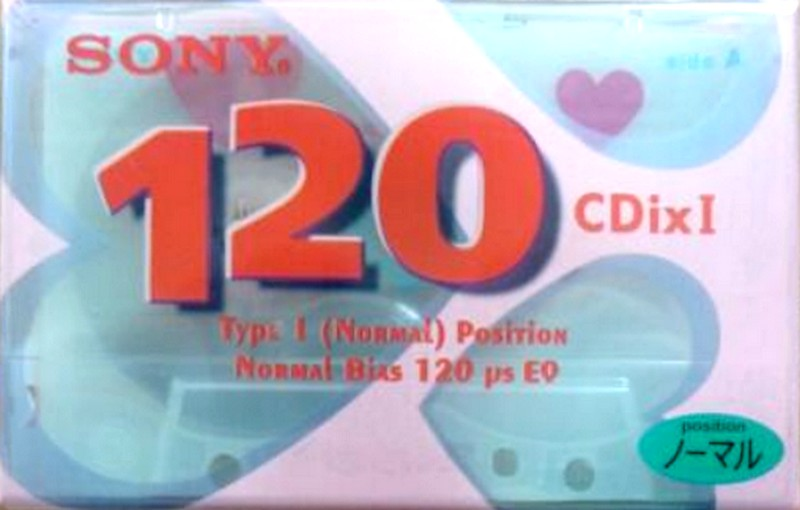 SONY
side A
120
CDixI
Type I (Normal) Position
Normal Bias 120 μs EQ
position
ノーマル